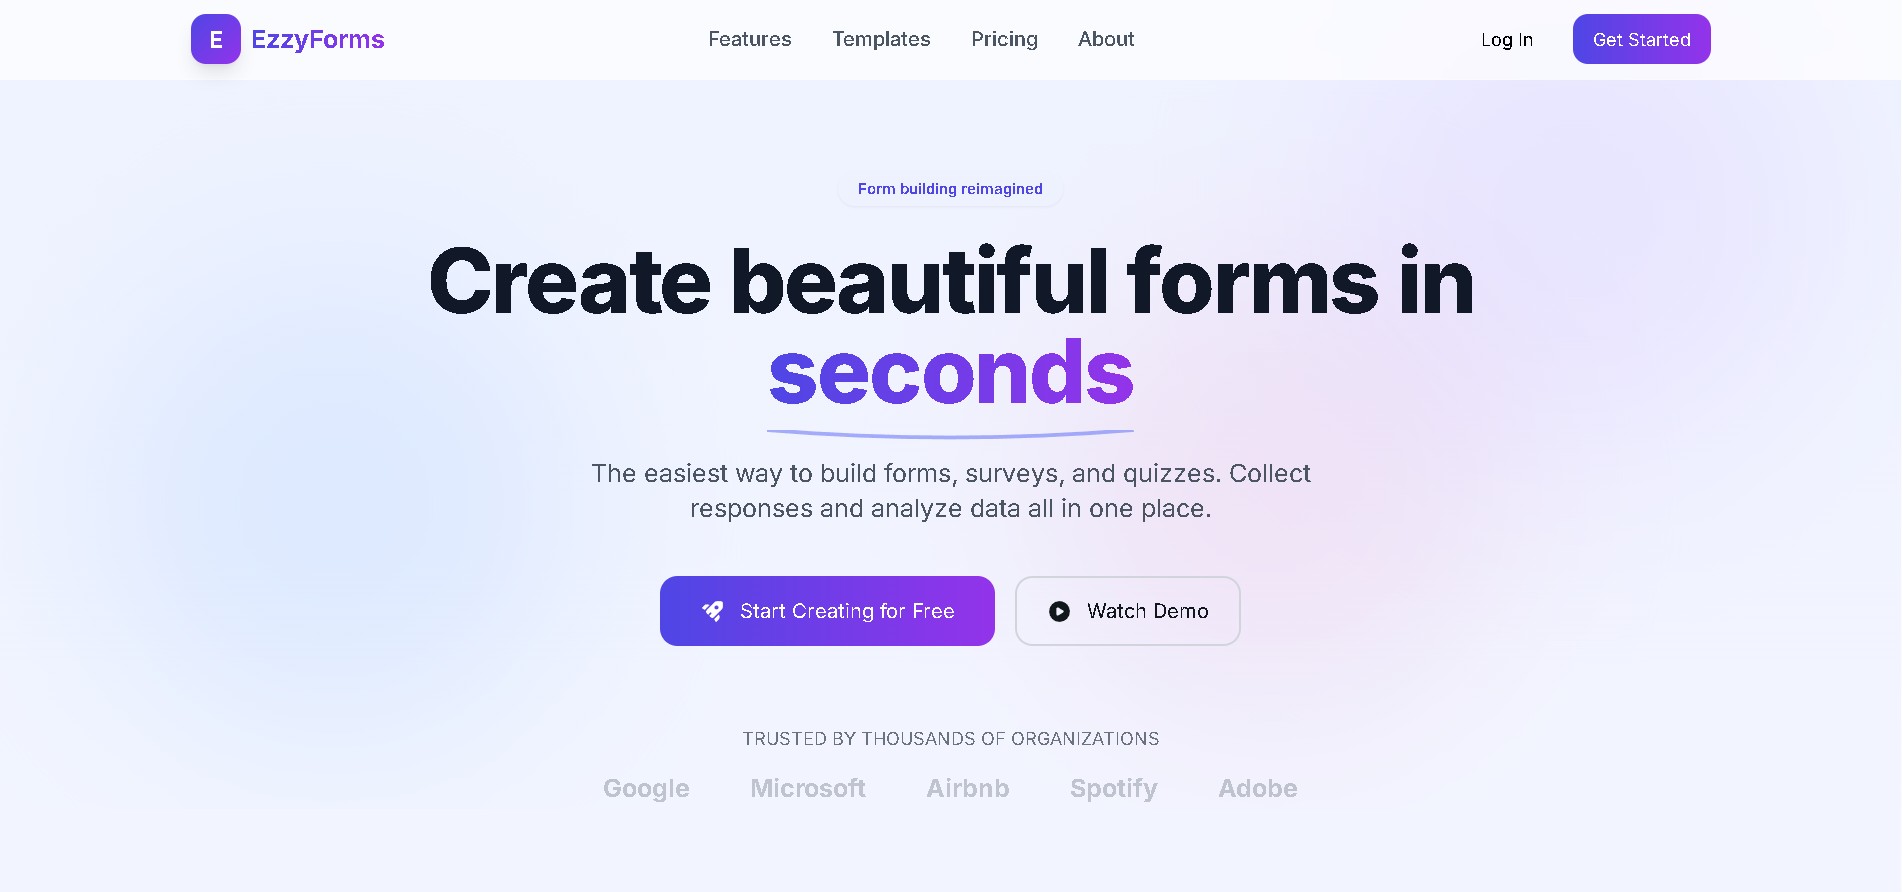 E EzzyForms Features Templates Pricing About Log In Get Started
Form building reimagined
Create beautiful forms in
seconds
The easiest way to build forms, surveys, and quizzes. Collect
responses and analyze data all in one place.
Start Creating for Free Watch Demo
TRUSTED BY THOUSANDS OF ORGANIZATIONS
Google Microsoft Airbnb Spotify Adobe